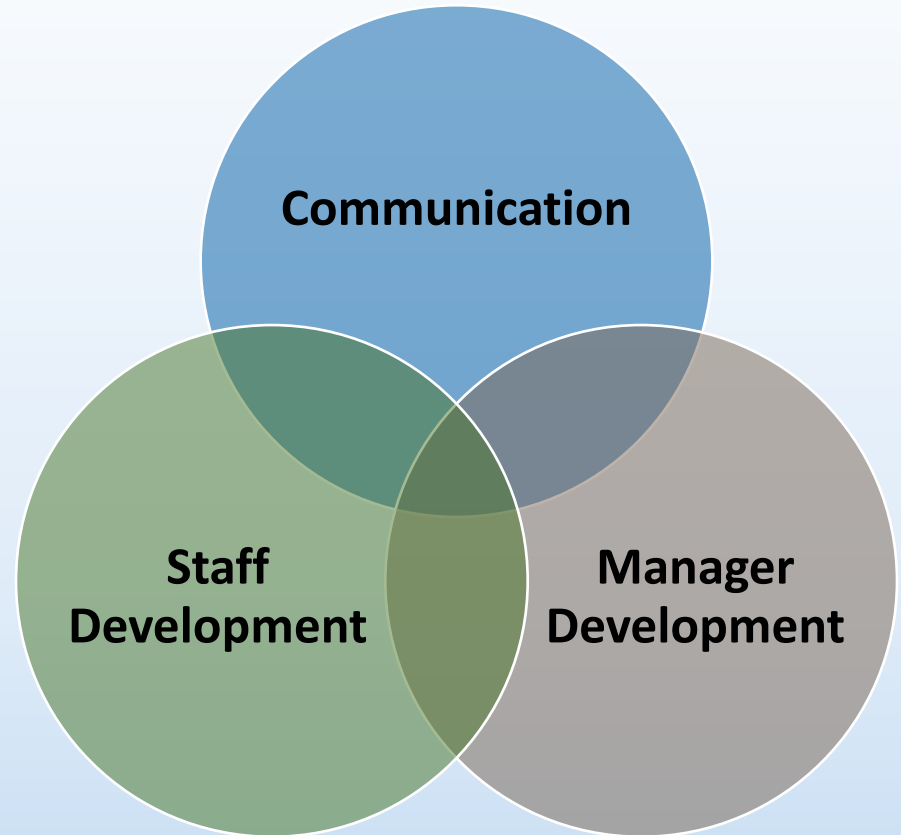 Communication
Staff
Development
Manager
Development